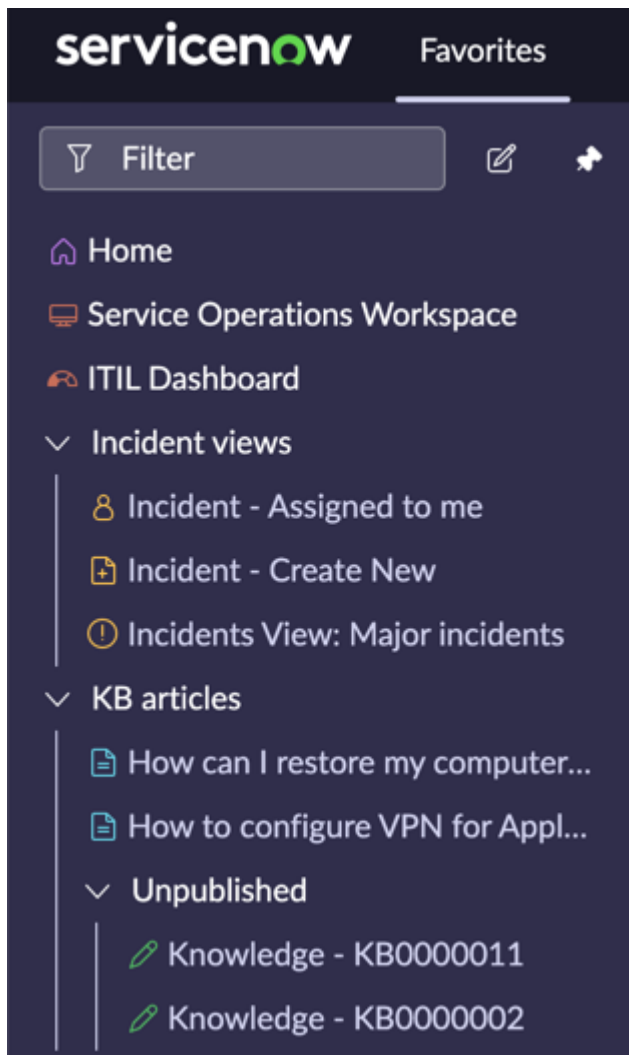 servicenow Favorites
Filter
Home
Service Operations Workspace
ITIL Dashboard
Incident views
Incident - Assigned to me
Incident - Create New
Incidents View: Major incidents
KB articles
How can I restore my computer...
How to configure VPN for Appl...
Unpublished
Knowledge - KB0000011
Knowledge - KB0000002